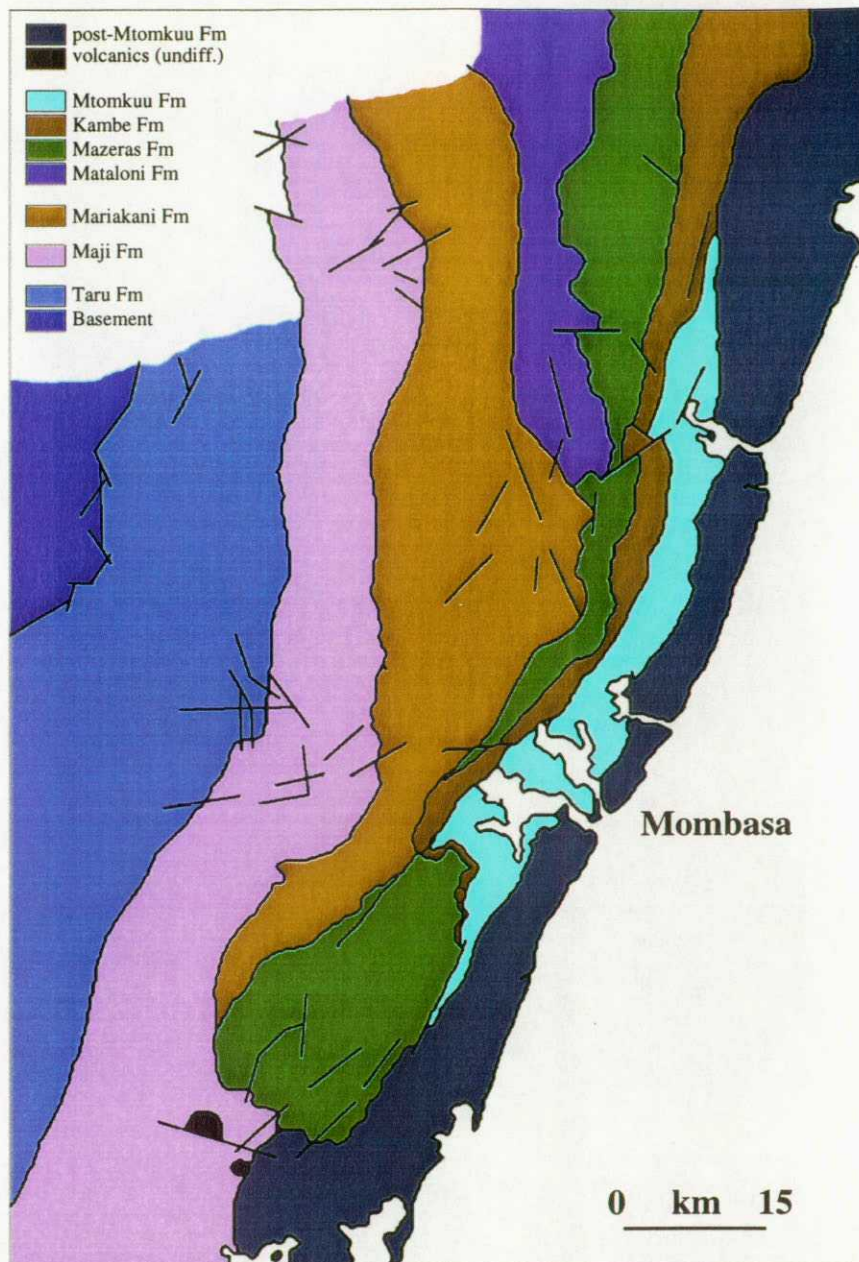 post-Mtomkuu Fm
volcanics (undiff.)
Mtomkuu Fm
Kambe Fm
Mazeras Fm
Mataloni Fm
Mariakani Fm
Maji Fm
Taru Fm
Basement
Mombasa
0 km 15